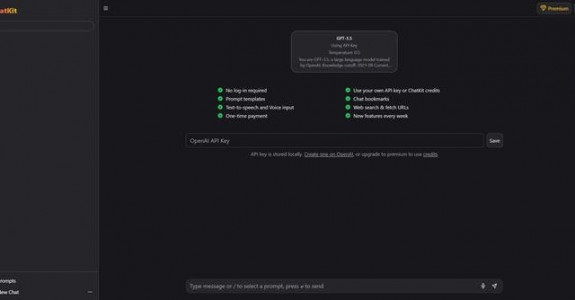 atKit
Premium
GPT-3.5
Using API Key
Temperature: 0.5
You are GPT-3.5, a large language model trained
by OpenAI. Knowledge cutoff: 2021-09 Current...
No log-in required
Prompt templates
Text-to-speech and Voice input
One-time payment
Use your own API key or ChatKit credits
Chat bookmarks
Web search & fetch URLs
New features every week
OpenAI API Key
Save
API key is stored locally. Create one on OpenAI, or upgrade to premium to use credits
rompts
ew Chat
Type message or / to select a prompt, press ↲ to send